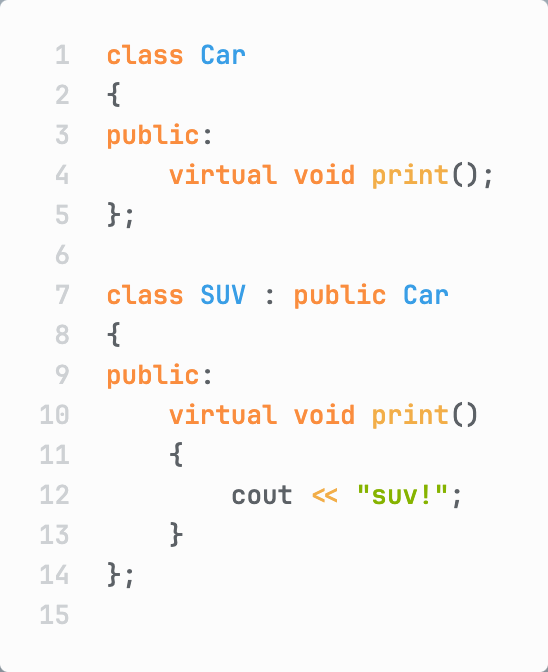 1 class Car
2 {
3 public:
4     virtual void print();
5 };
6
7 class SUV : public Car
8 {
9 public:
10     virtual void print()
11     {
12         cout << "suv!";
13     }
14 };
15